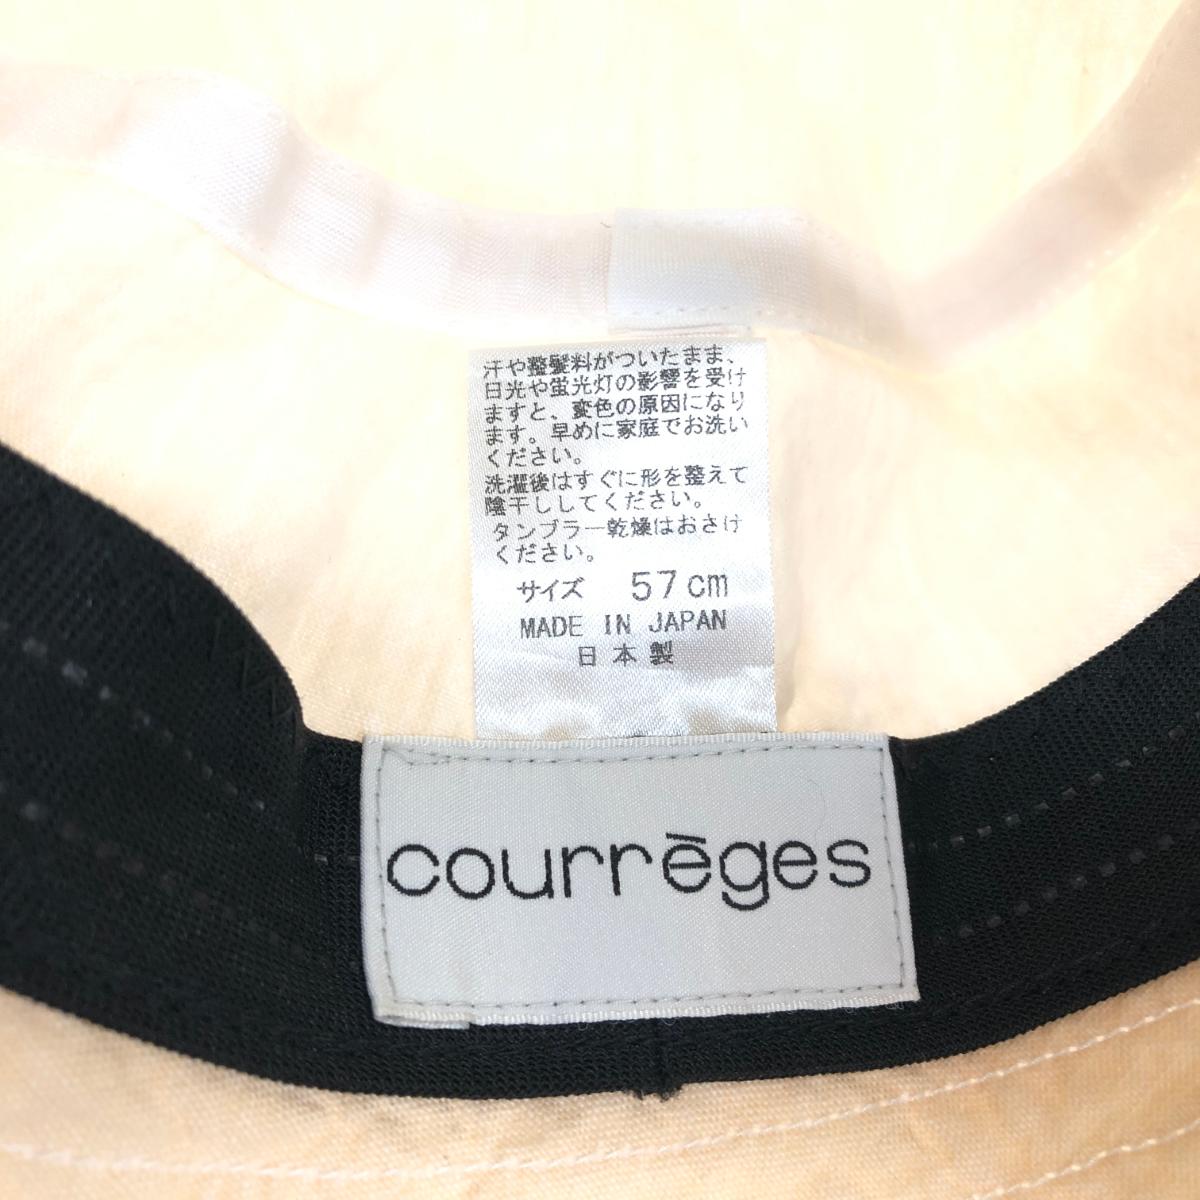 汗や整髪料がついたまま、
日光や蛍光灯の影響を受け
ますと、変色の原因になり
ます。早めに家庭でお洗い
ください。
洗濯後はすぐに形を整えて
陰干ししてください。
タンブラー乾燥はおさけ
ください。
サイズ 57cm
MADE IN JAPAN
日本製
courrēges